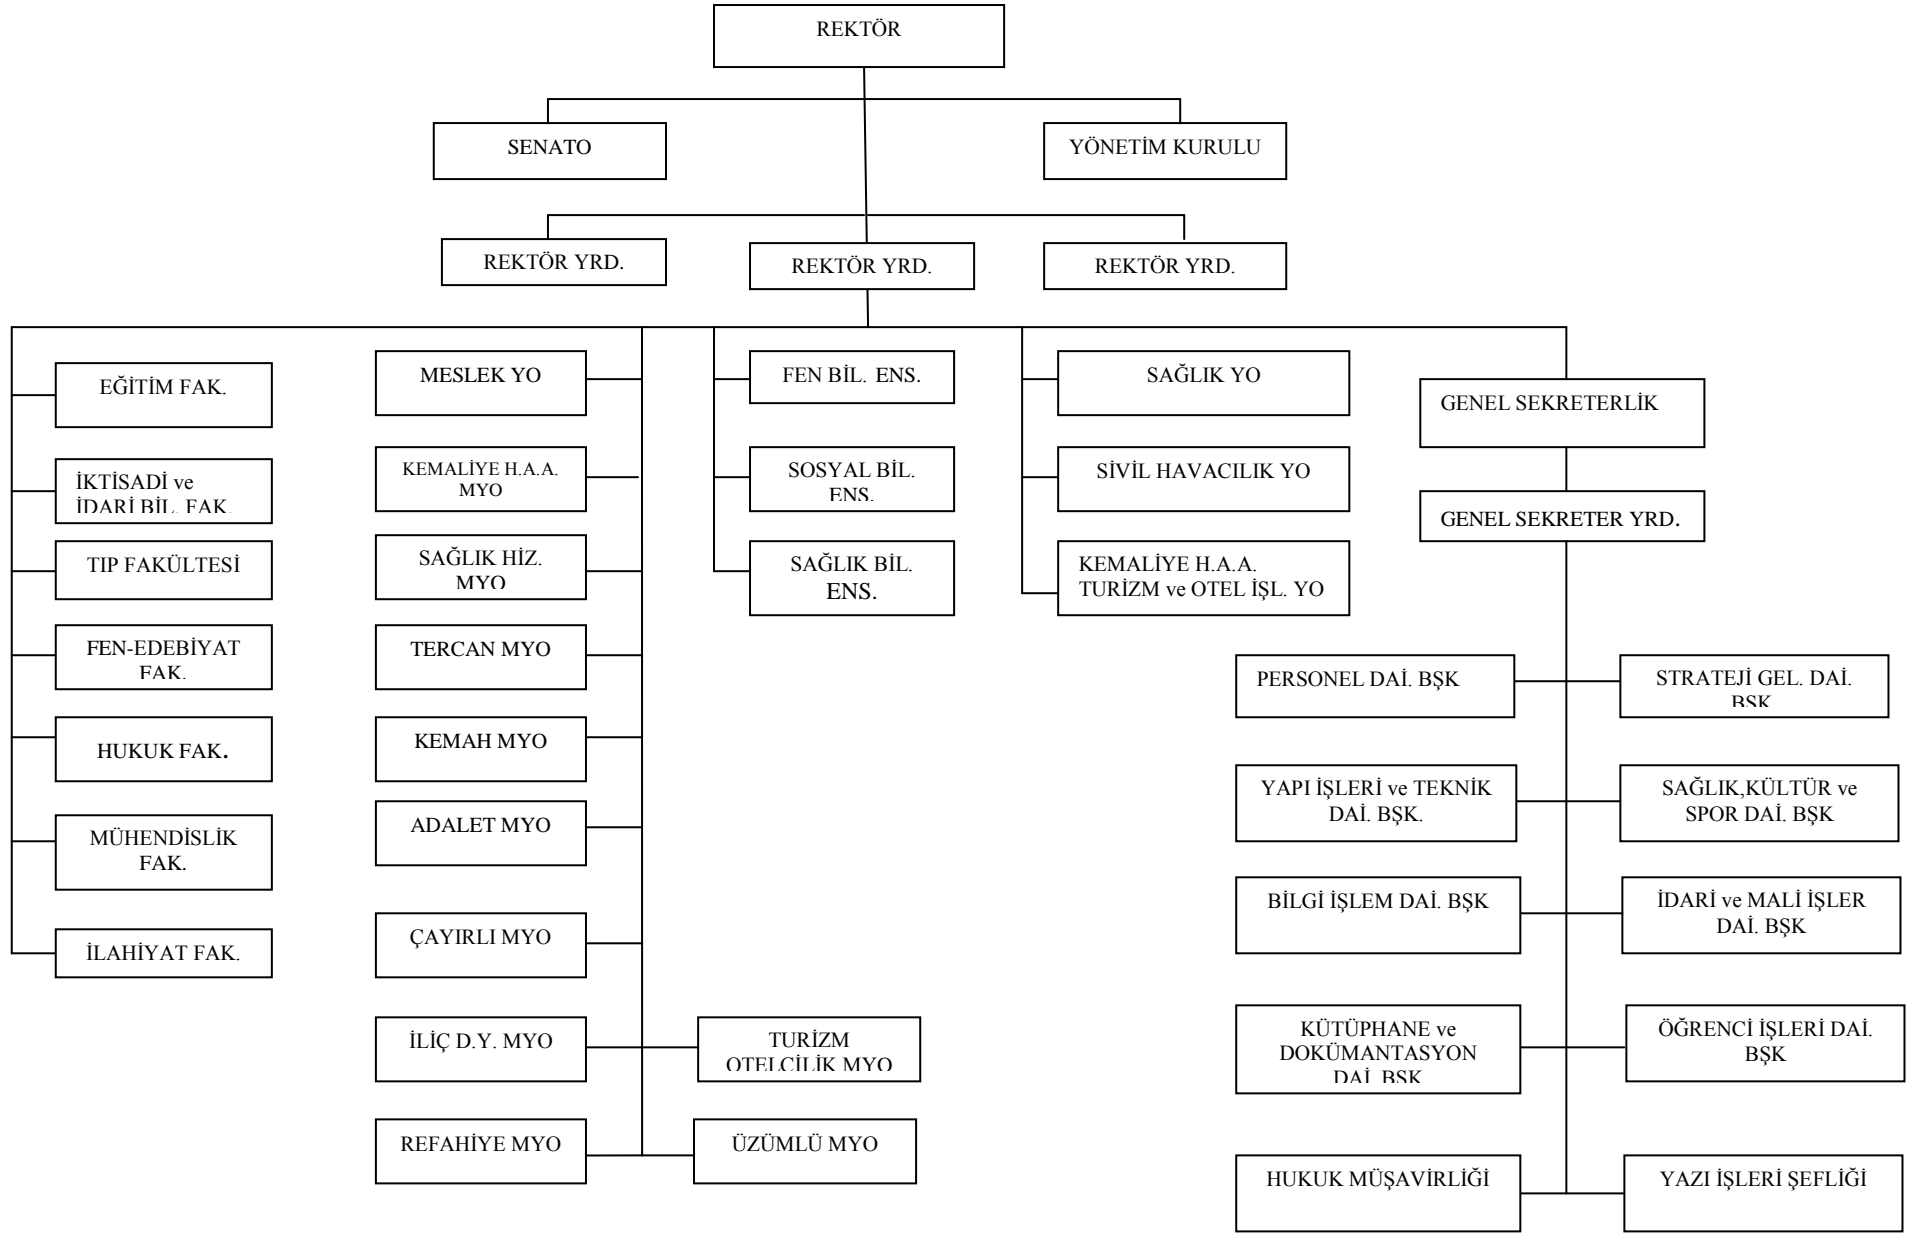 REKTÖR
SENATO
YÖNETİM KURULU
REKTÖR YRD.
REKTÖR YRD.
REKTÖR YRD.
EĞİTİM FAK.
İKTİSADİ ve
İDARİ BİL. FAK.
TIP FAKÜLTESİ
FEN-EDEBİYAT
FAK.
HUKUK FAK.
MÜHENDİSLİK
FAK.
İLAHİYAT FAK.
MESLEK YO
KEMALİYE H.A.A.
MYO
SAĞLIK HİZ.
MYO
TERCAN MYO
KEMAH MYO
ADALET MYO
ÇAYIRLI MYO
İLİÇ D.Y. MYO
REFAHİYE MYO
TURİZM
OTELCİLİK MYO
ÜZÜMLÜ MYO
FEN BİL. ENS.
SOSYAL BİL.
ENS.
SAĞLIK BİL.
ENS.
SAĞLIK YO
SİVİL HAVACILIK YO
KEMALİYE H.A.A.
TURİZM ve OTEL İŞL. YO
GENEL SEKRETERLİK
GENEL SEKRETER YRD.
PERSONEL DAİ. BŞK
STRATEJİ GEL. DAİ.
BŞK
YAPI İŞLERİ ve TEKNİK
DAİ. BŞK.
SAĞLIK,KÜLTÜR ve
SPOR DAİ. BŞK
BİLGİ İŞLEM DAİ. BŞK
İDARİ ve MALİ İŞLER
DAİ. BŞK
KÜTÜPHANE ve
DOKÜMANTASYON
DAİ. BŞK
ÖĞRENCİ İŞLERİ DAİ.
BŞK
HUKUK MÜŞAVİRLİĞİ
YAZI İŞLERİ ŞEFLİĞİ